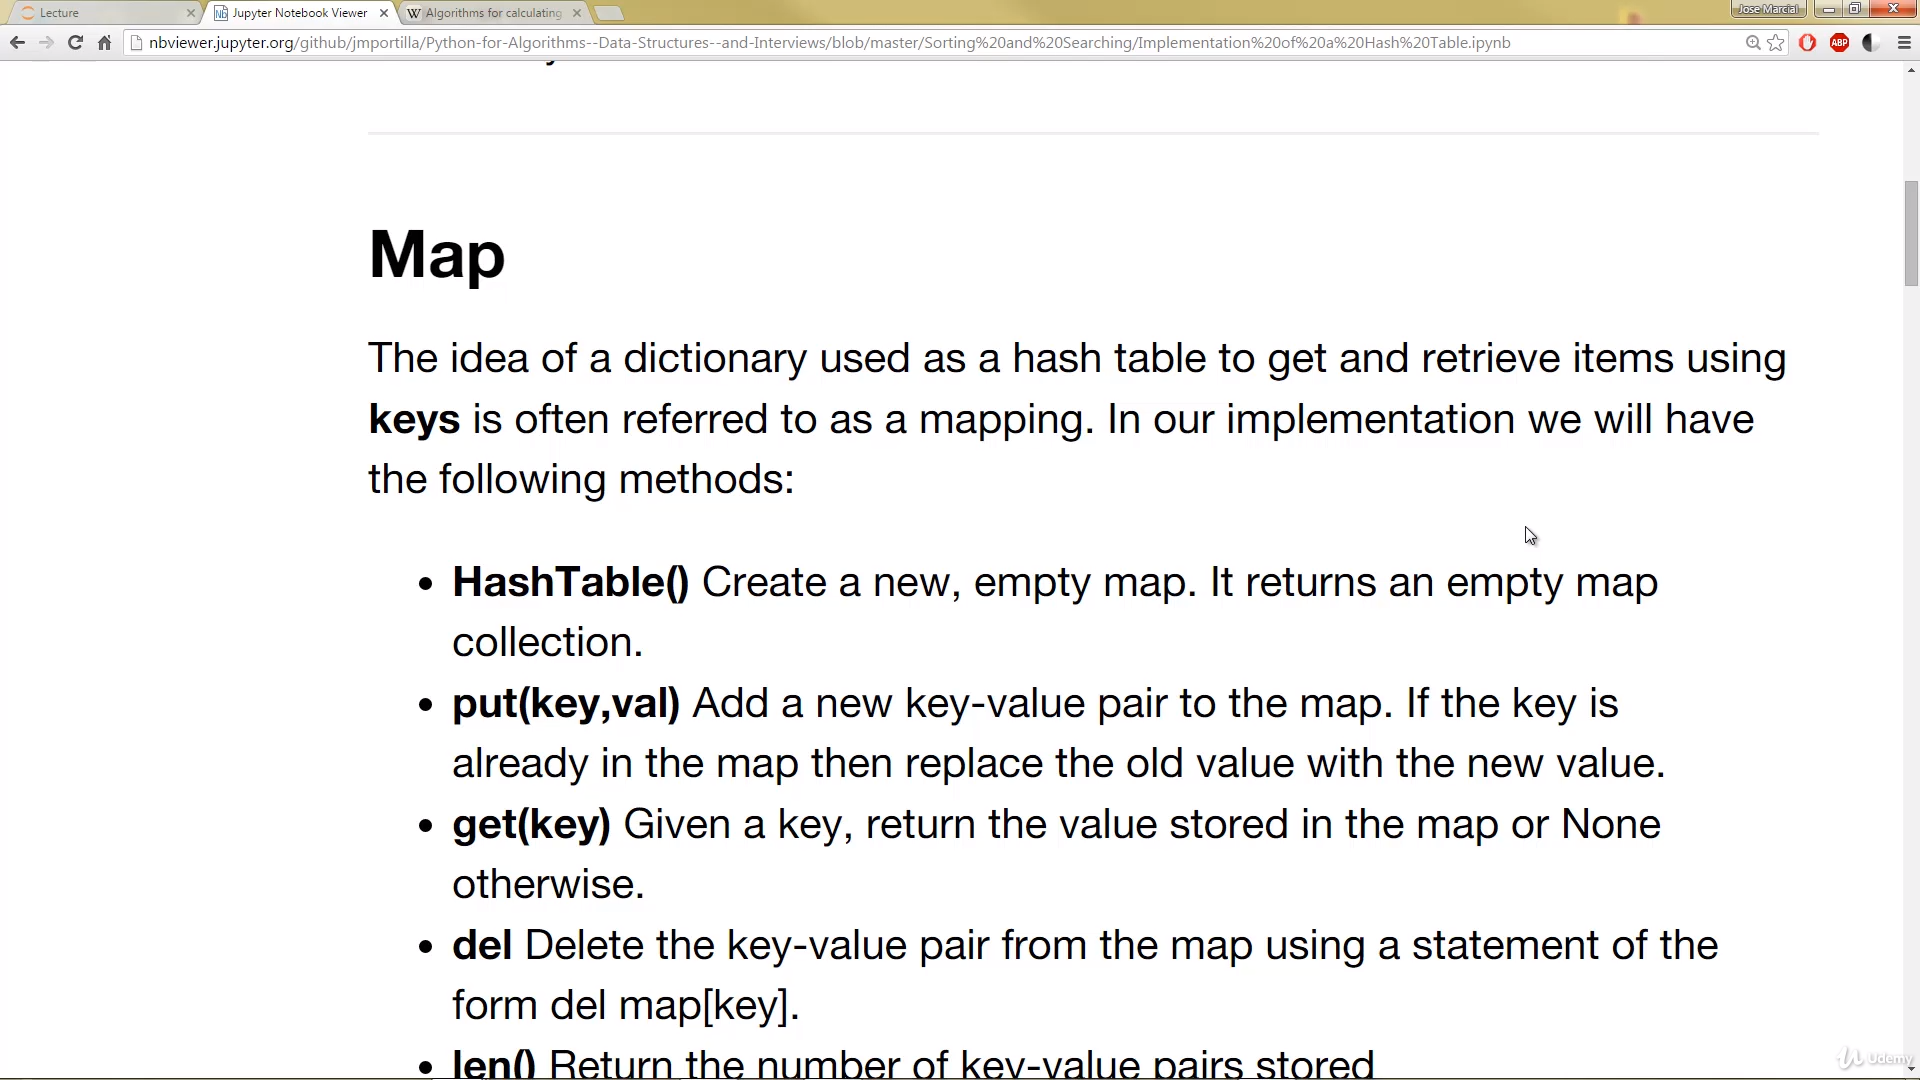 Lecture
Jupyter Notebook Viewer
Algorithms for calculating
Jose Marcial
nbviewer.jupyter.org/github/jmportilla/Python-for-Algorithms--Data-Structures--and-Interviews/blob/master/Sorting%20and%20Searching/Implementation%20of%20a%20Hash%20Table.ipynb
ABP
Map
The idea of a dictionary used as a hash table to get and retrieve items using
keys is often referred to as a mapping. In our implementation we will have
the following methods:
• HashTable() Create a new, empty map. It returns an empty map
collection.
• put(key,val) Add a new key-value pair to the map. If the key is
already in the map then replace the old value with the new value.
• get(key) Given a key, return the value stored in the map or None
otherwise.
• del Delete the key-value pair from the map using a statement of the
form del map[key].
• len() Return the number of key-value pairs stored
Udemy